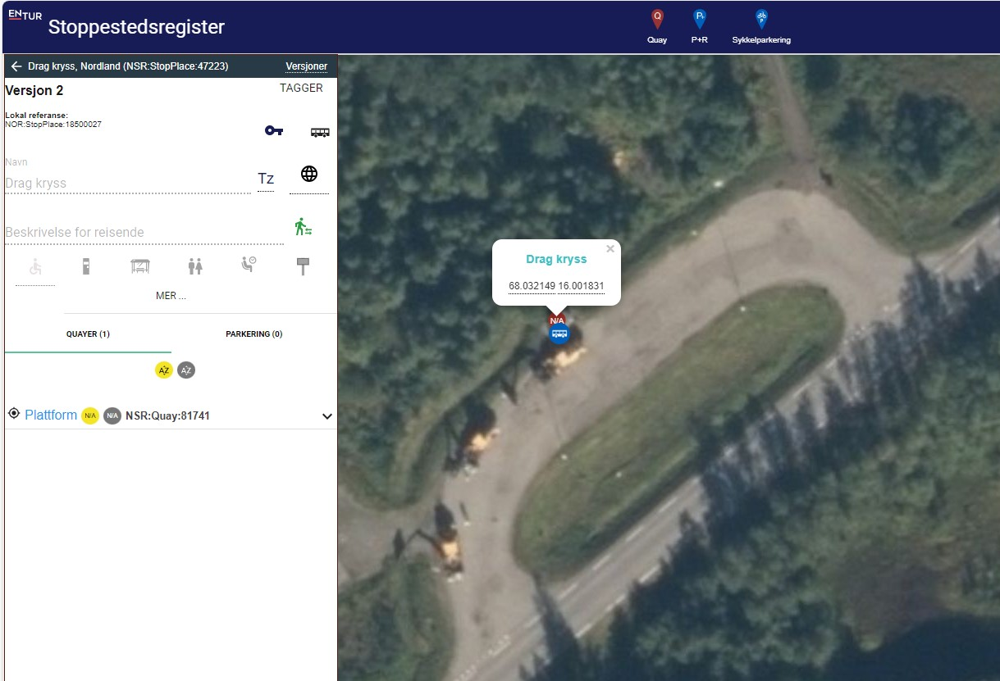 ENTUR
Stoppestedsregister
Quay
P+R
Sykkelparkering
Drag kryss, Nordland (NSR:StopPlace:47223)
Versjoner
Versjon 2
TAGGER
Lokal referanse:
NOR:StopPlace:18500027
Navn
Drag kryss
Tz
Beskrivelse for reisende
MER ...
QUAYER (1)
PARKERING (0)
AZ AZ
Plattform N/A N/A NSR:Quay:81741
Drag kryss
68.032149 16.001831
N/A